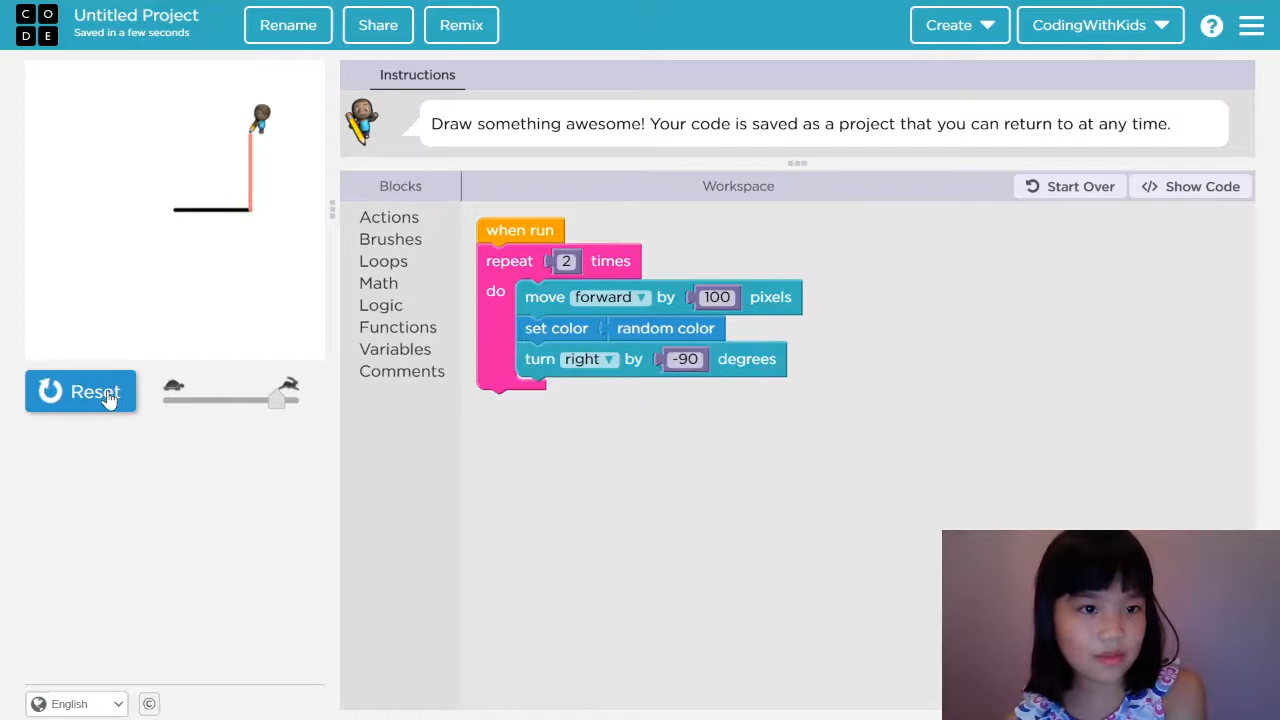 CO
DE
Untitled Project
Saved in a few seconds
Rename
Share
Remix
Create
CodingWithKids
?
Instructions
Draw something awesome! Your code is saved as a project that you can return to at any time.
Blocks
Workspace
Start Over
</> Show Code
Actions
Brushes
Loops
Math
Logic
Functions
Variables
Comments
when run
repeat 2 times
do
move forward by 100 pixels
set color random color
turn right by -90 degrees
Reset
English
©